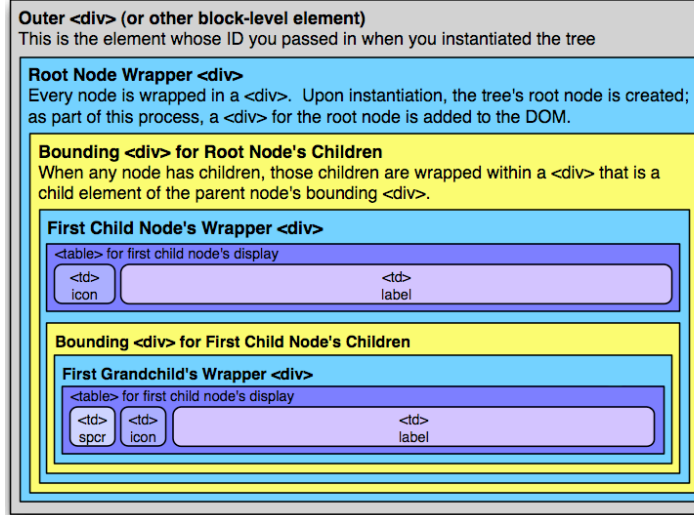 Outer <div> (or other block-level element)
This is the element whose ID you passed in when you instantiated the tree
Root Node Wrapper <div>
Every node is wrapped in a <div>.  Upon instantiation, the tree's root node is created;
as part of this process, a <div> for the root node is added to the DOM.
Bounding <div> for Root Node's Children
When any node has children, those children are wrapped within a <div> that is a
child element of the parent node's bounding <div>.
First Child Node's Wrapper <div>
<table> for first child node's display
<td>
icon
<td>
label
Bounding <div> for First Child Node's Children
First Grandchild's Wrapper <div>
<table> for first child node's display
<td>
spcr
<td>
icon
<td>
label